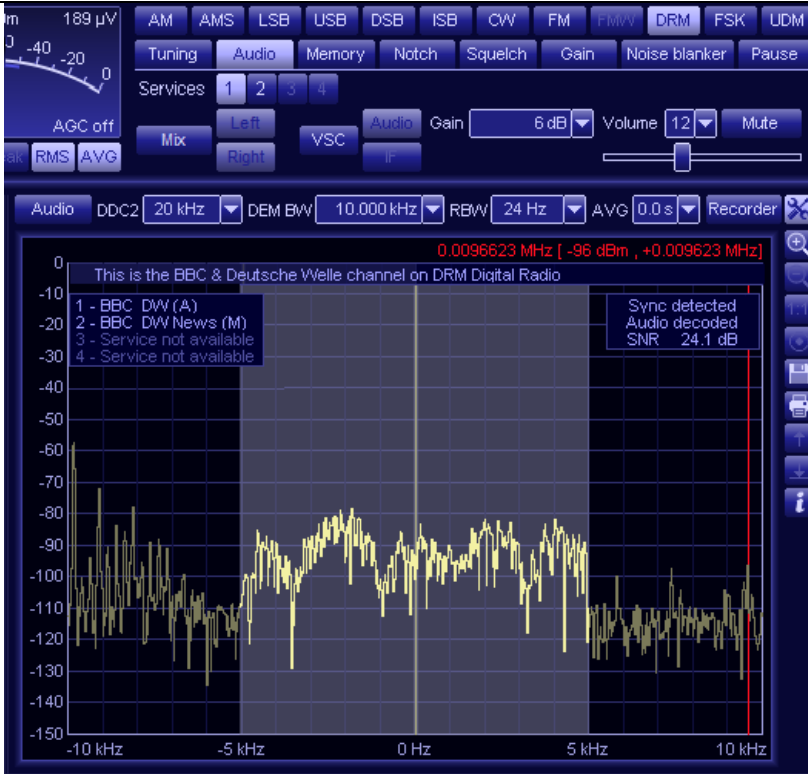 189 µV
AM AMS LSB USB DSB ISB CW FM FMW DRM FSK UDM
-40 -20 0
Tuning Audio Memory Notch Squelch Gain Noise blanker Pause
Services 1 2 3 4
AGC off
Mix Left Right VSC Audio IF Gain 6 dB Volume 12 Mute
RMS AVG
Audio DDC2 20 kHz DEM BW 10.000 kHz RBW 24 Hz AVG 0.0 s Recorder
0.0096623 MHz [ -96 dBm , +0.009623 MHz]
This is the BBC & Deutsche Welle channel on DRM Digital Radio
1 - BBC DW (A)
2 - BBC DW News (M)
3 - Service not available
4 - Service not available
Sync detected
Audio decoded
SNR 24.1 dB
1:1
0
-10
-20
-30
-40
-50
-60
-70
-80
-90
-100
-110
-120
-130
-140
-150
-10 kHz -5 kHz 0 Hz 5 kHz 10 kHz